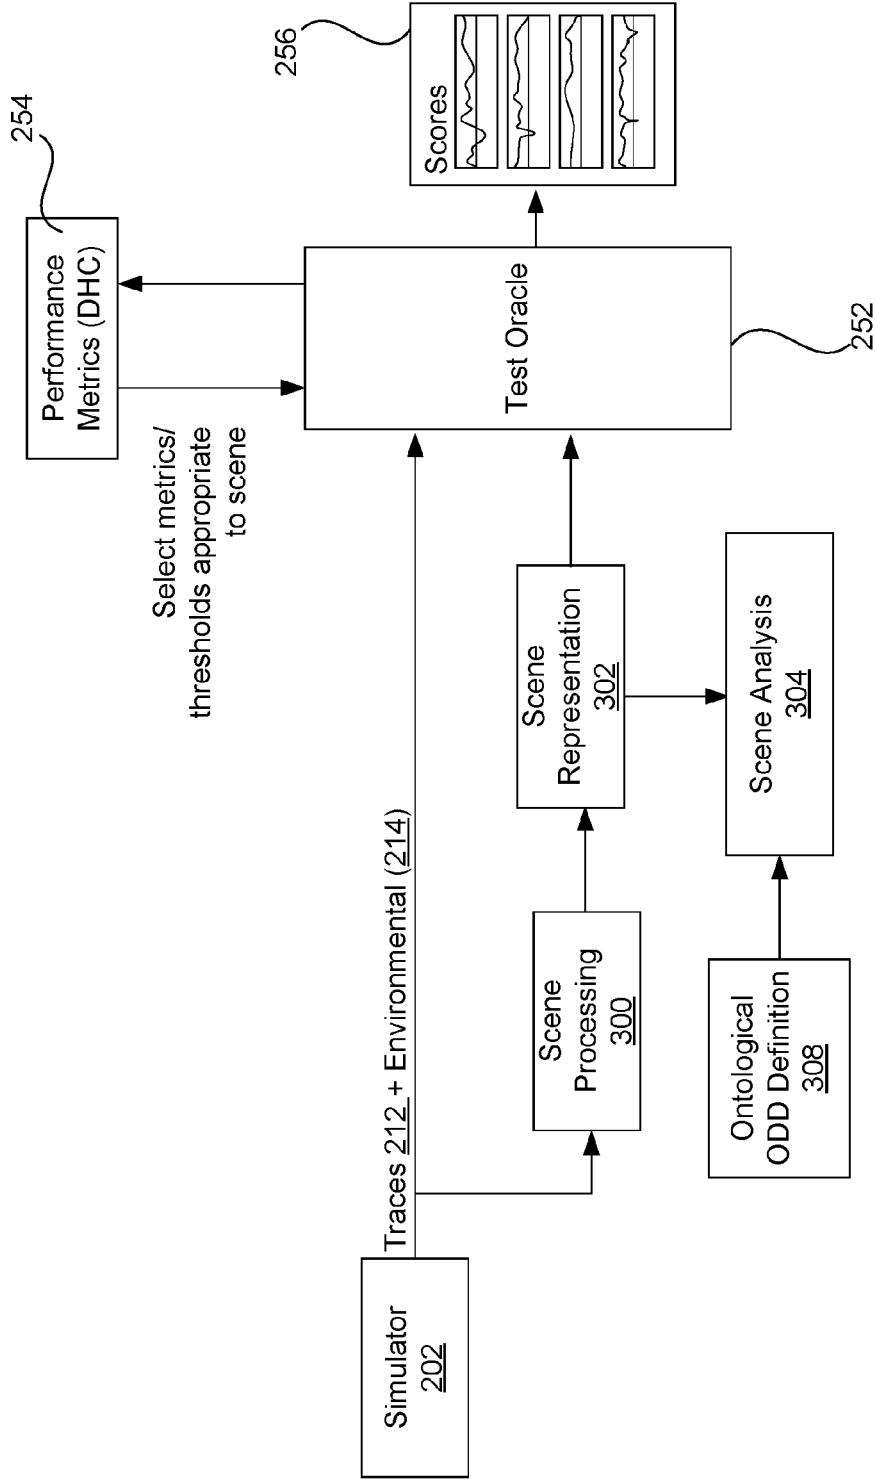 254
Performance
Metrics (DHC)
Select metrics/
thresholds appropriate
to scene
256
Scores
Traces 212 + Environmental (214)
Simulator
202
Test Oracle
252
Scene
Processing
300
Scene
Representation
302
Ontological
ODD Definition
308
Scene Analysis
304